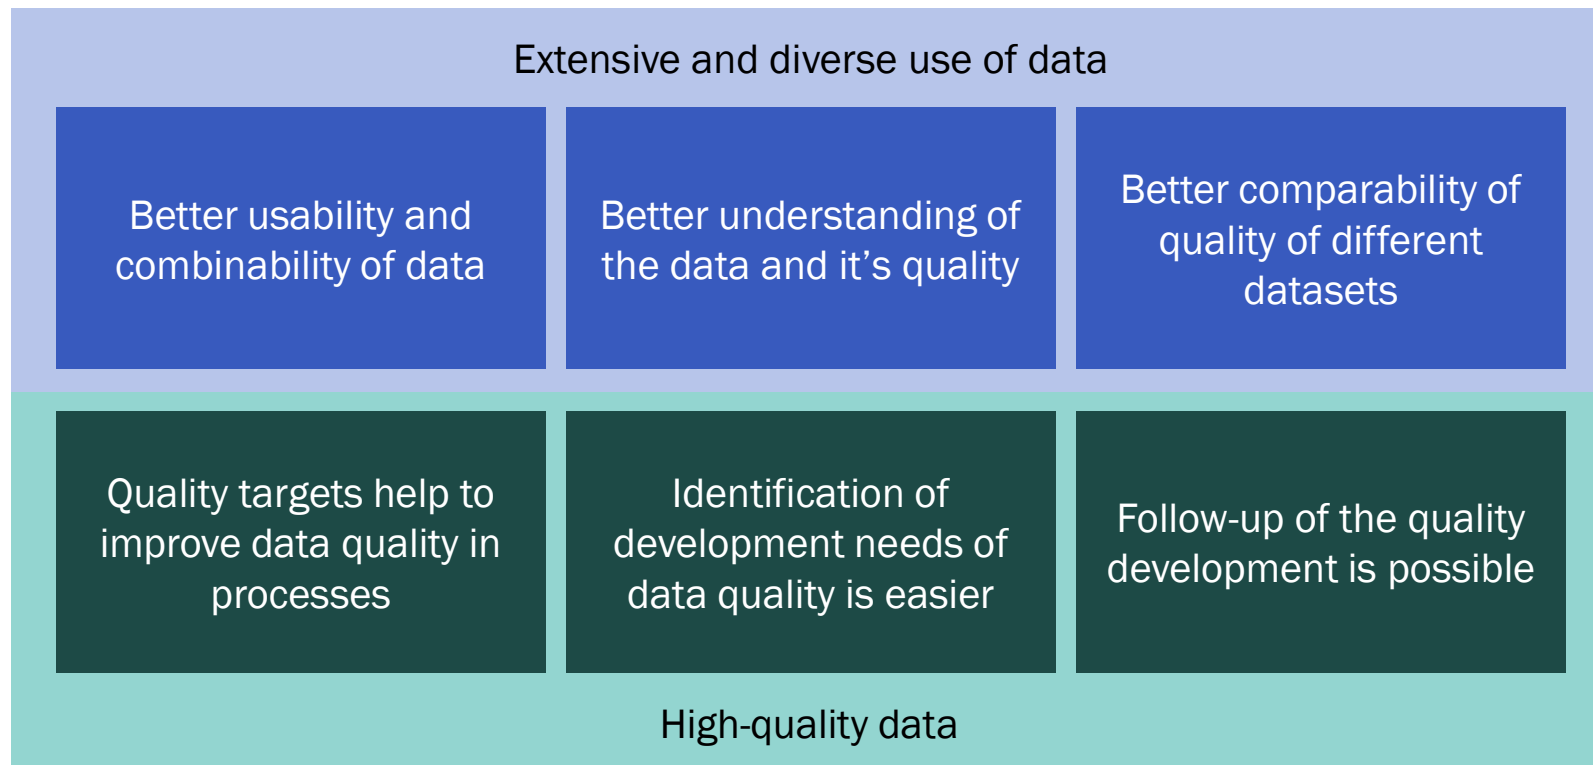 Extensive and diverse use of data
Better usability and
combinability of data
Better understanding of
the data and it’s quality
Better comparability of
quality of different
datasets
Quality targets help to
improve data quality in
processes
Identification of
development needs of
data quality is easier
Follow-up of the quality
development is possible
High-quality data